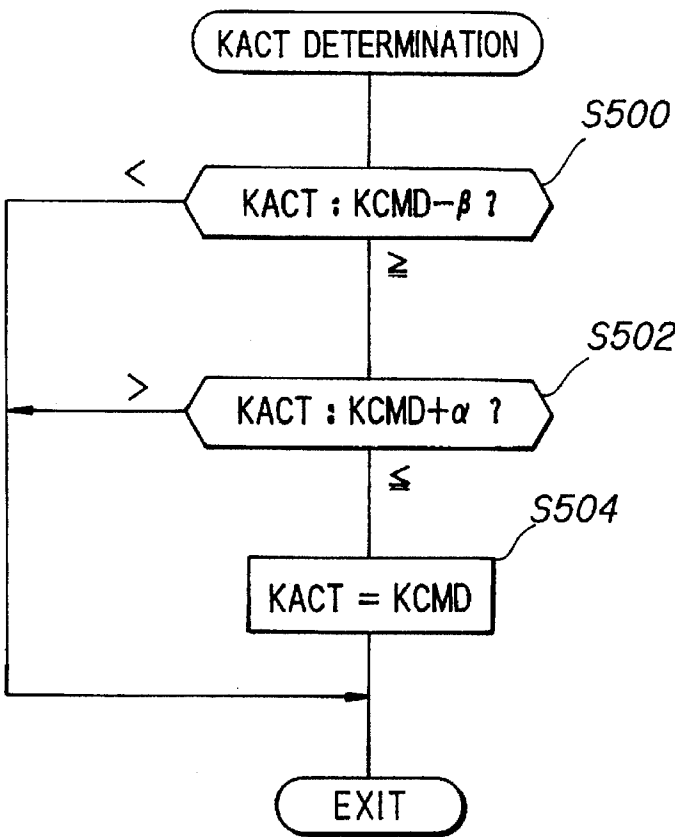 KACT DETERMINATION
S500
<
KACT : KCMD-β ?
≧
S502
>
KACT : KCMD+α ?
≦
S504
KACT = KCMD
EXIT